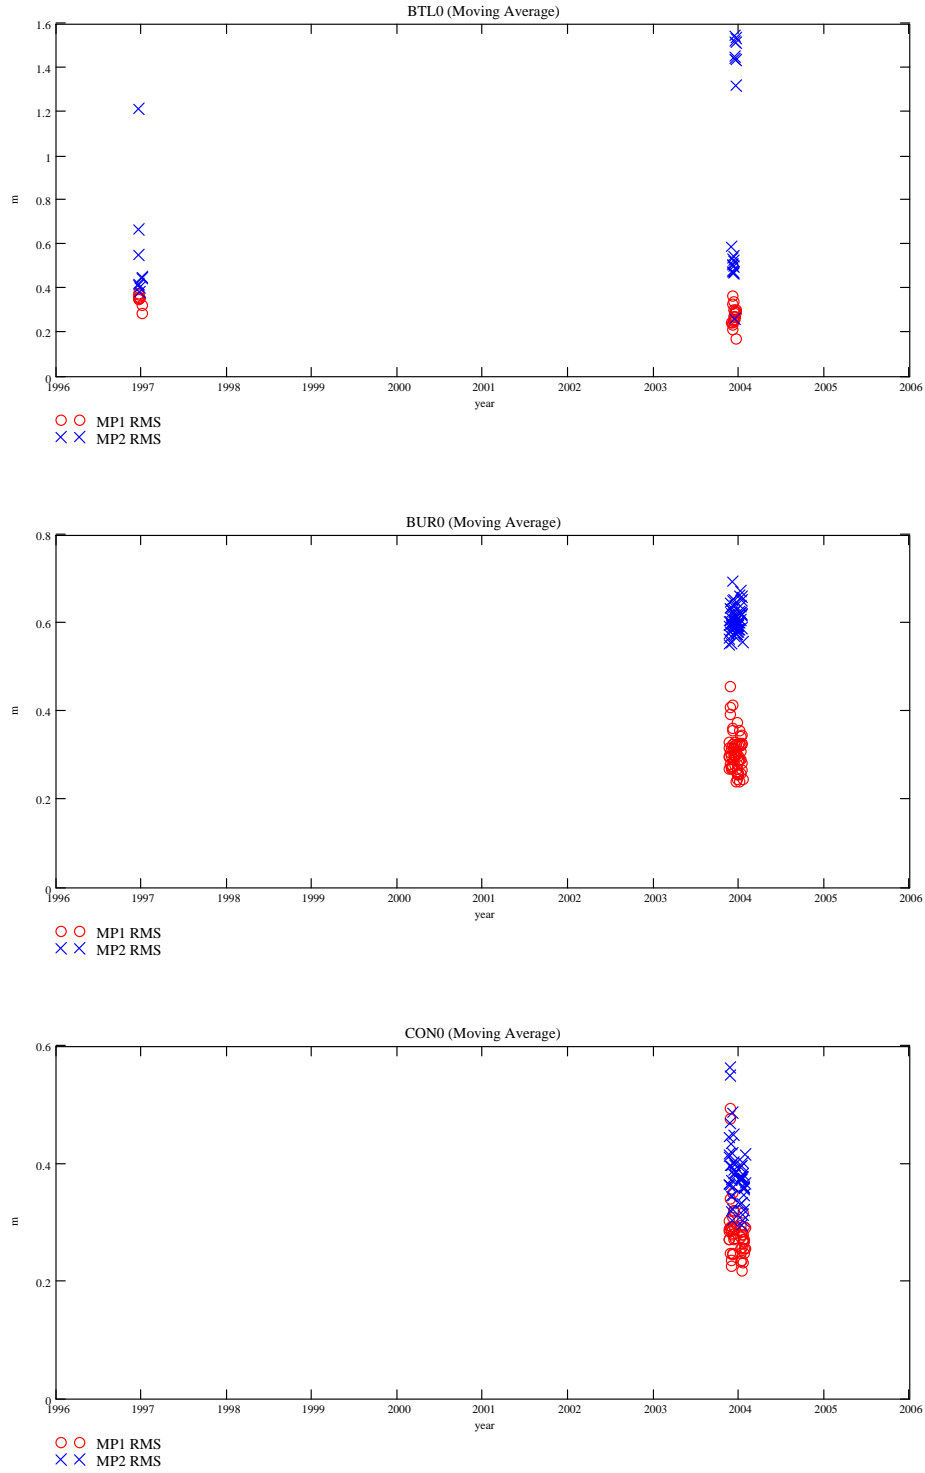 BTL0 (Moving Average)
1.6
1.4
1.2
1
0.8
0.6
0.4
0.2
0
m
1996 1997 1998 1999 2000 2001 2002 2003 2004 2005 2006
year
MP1 RMS
MP2 RMS
BUR0 (Moving Average)
0.8
0.6
0.4
0.2
0
m
1996 1997 1998 1999 2000 2001 2002 2003 2004 2005 2006
year
MP1 RMS
MP2 RMS
CON0 (Moving Average)
0.6
0.4
0.2
0
m
1996 1997 1998 1999 2000 2001 2002 2003 2004 2005 2006
year
MP1 RMS
MP2 RMS